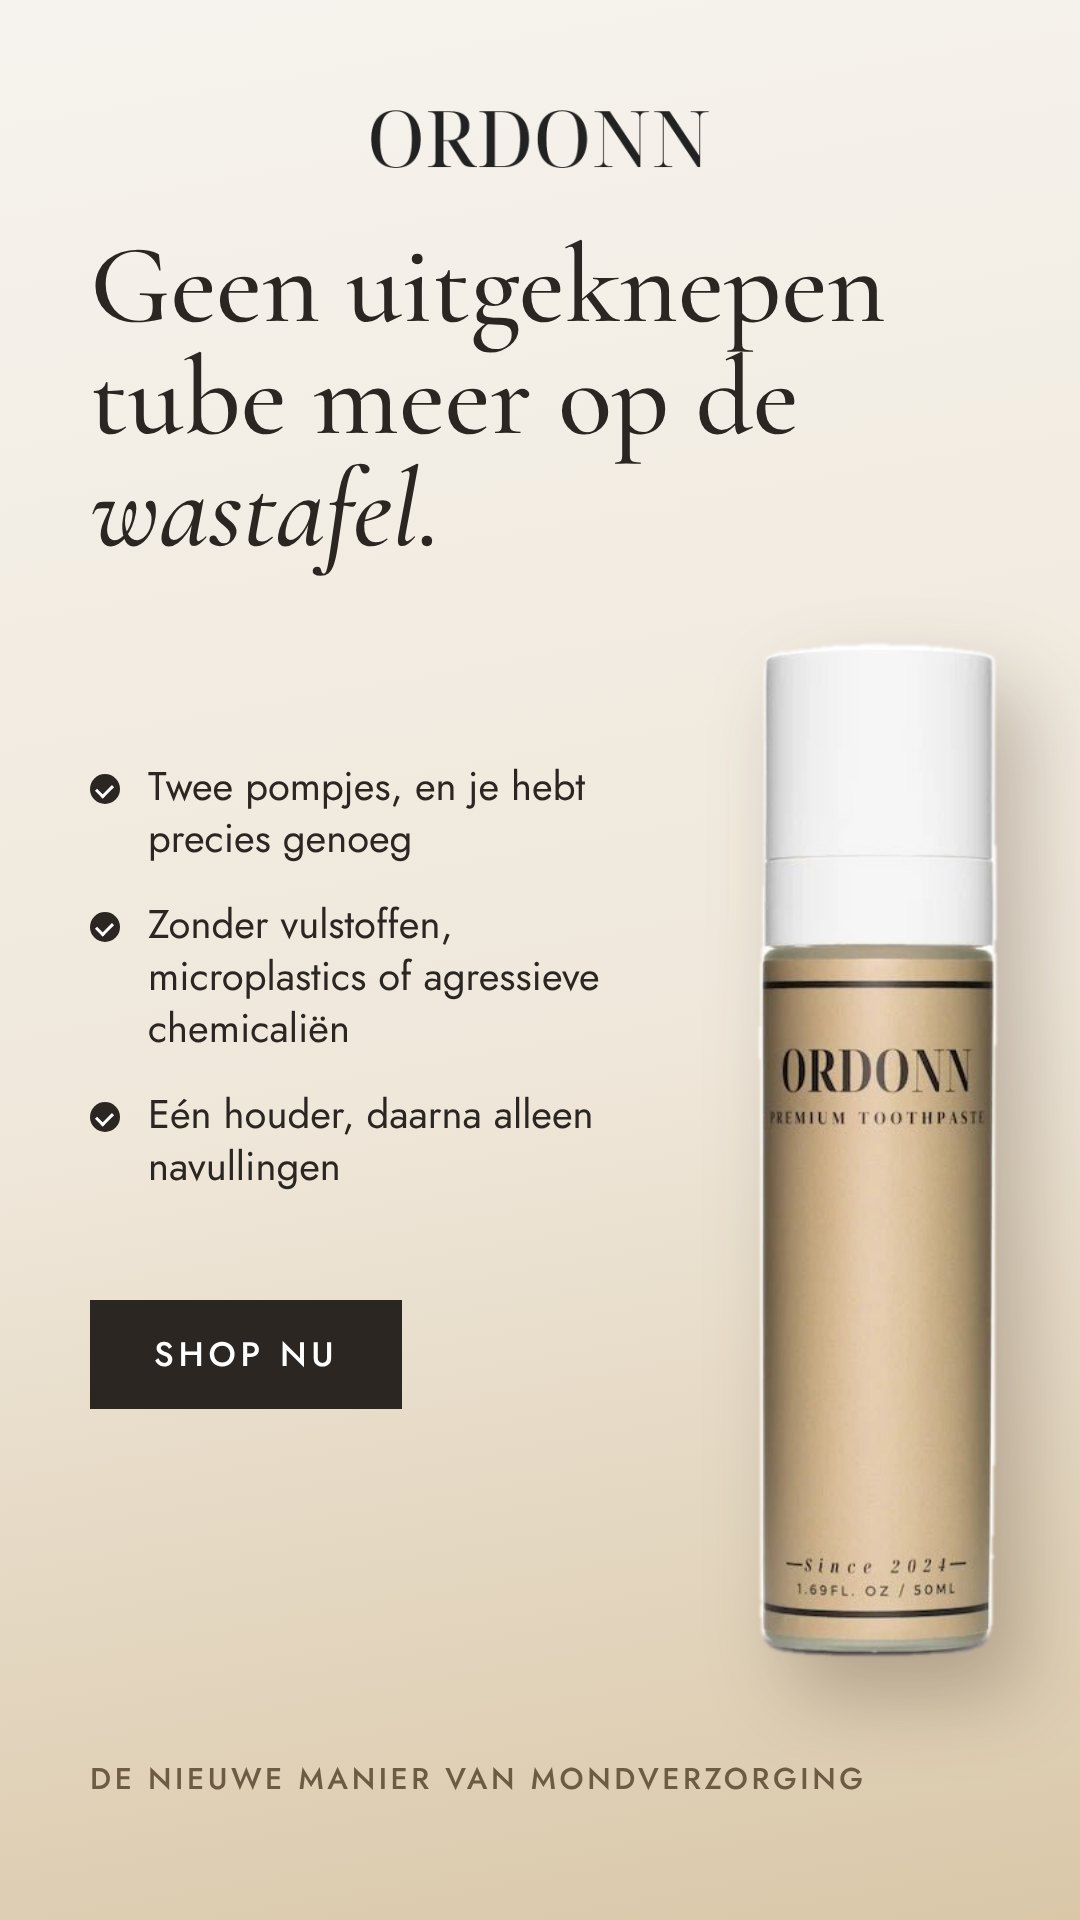 ORDONN
Geen uitgeknepen
tube meer op de
wastafel.
Twee pompjes, en je hebt
precies genoeg
Zonder vulstoffen,
microplastics of agressieve
chemicaliën
Eén houder, daarna alleen
navullingen
SHOP NU
ORDONN
PREMIUM TOOTHPASTE
—Since 2024—
1.69FL. OZ / 50ML
DE NIEUWE MANIER VAN MONDVERZORGING